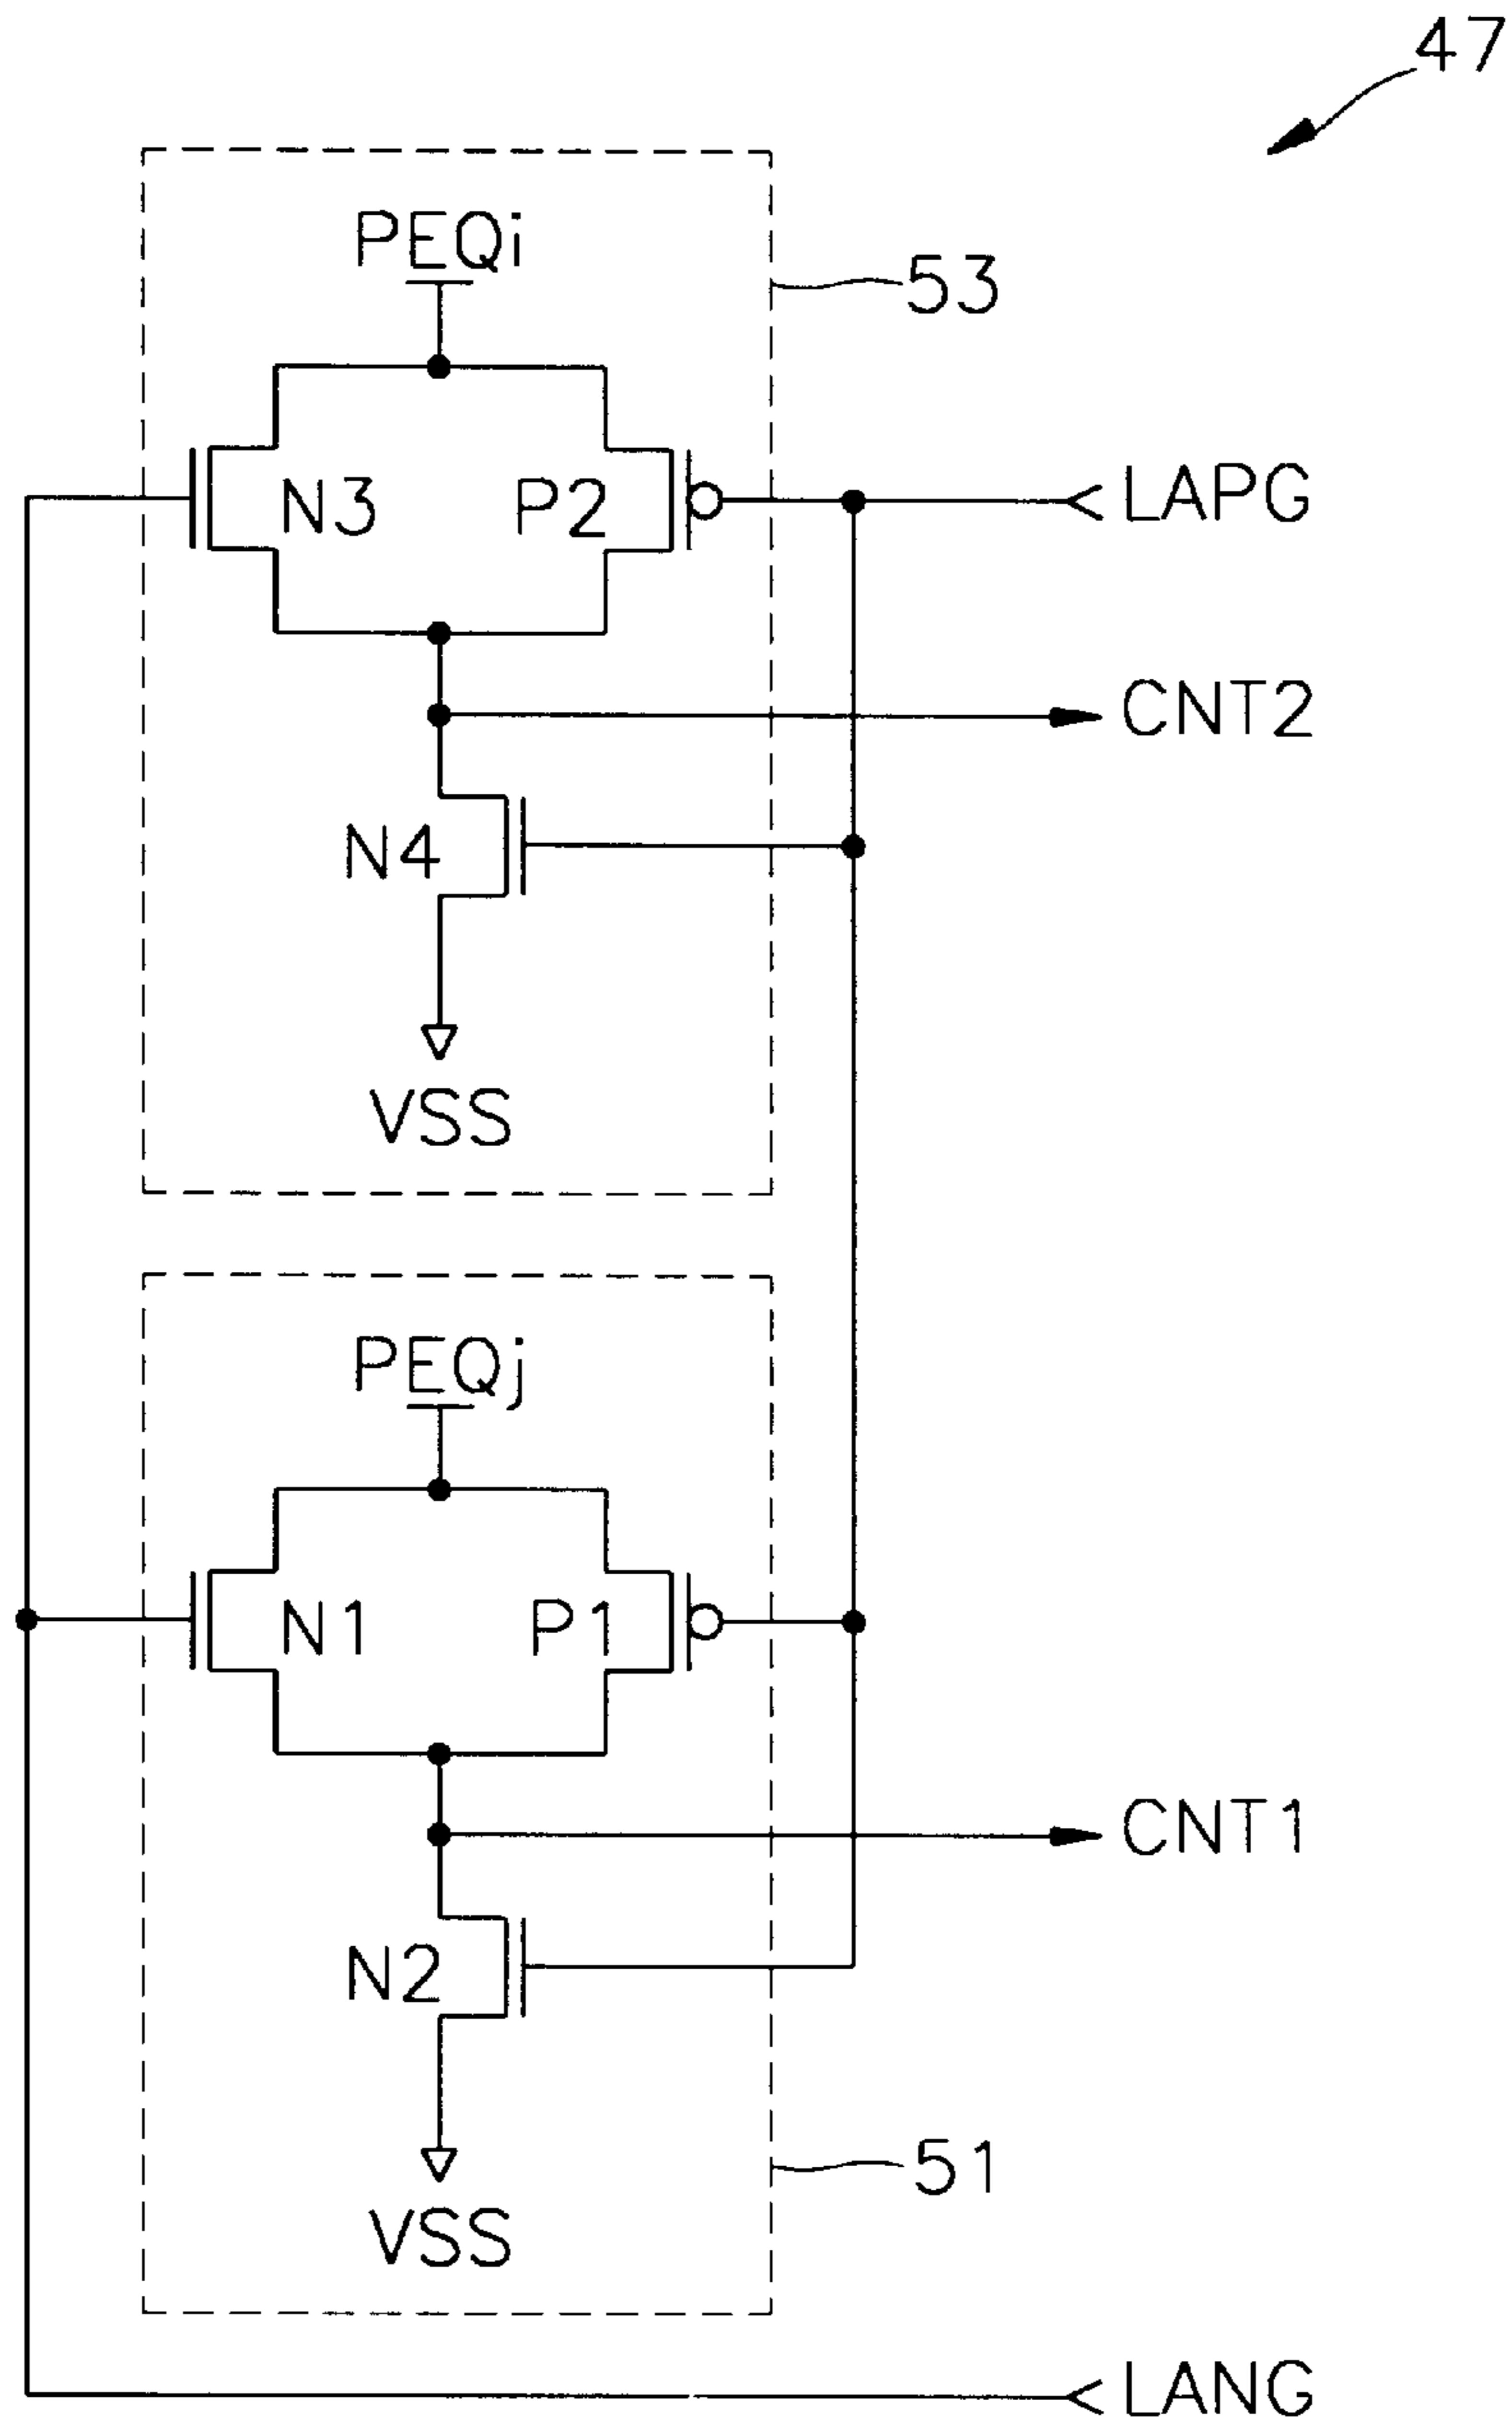 47
PEQi
53
N3 P2 LAPG
CNT2
N4
VSS
PEQj
N1 P1
CNT1
N2
51
VSS
LANG